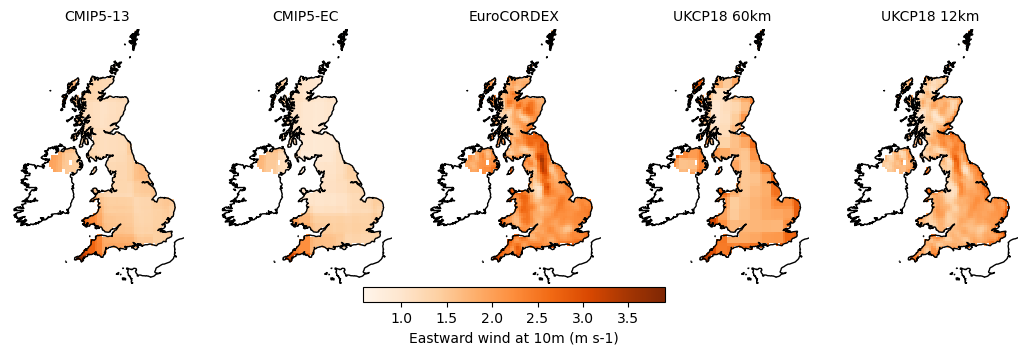 CMIP5-13 CMIP5-EC EuroCORDEX UKCP18 60km UKCP18 12km
1.0 1.5 2.0 2.5 3.0 3.5
Eastward wind at 10m (m s-1)